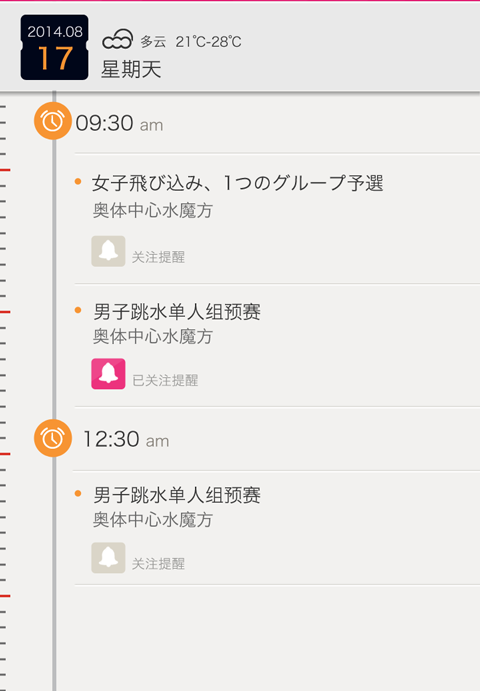 2014.08
17
多云 21℃-28℃
星期天
09:30 am
女子飛び込み、1つのグループ予選
奥体中心水魔方
关注提醒
男子跳水单人组预赛
奥体中心水魔方
已关注提醒
12:30 am
男子跳水单人组预赛
奥体中心水魔方
关注提醒